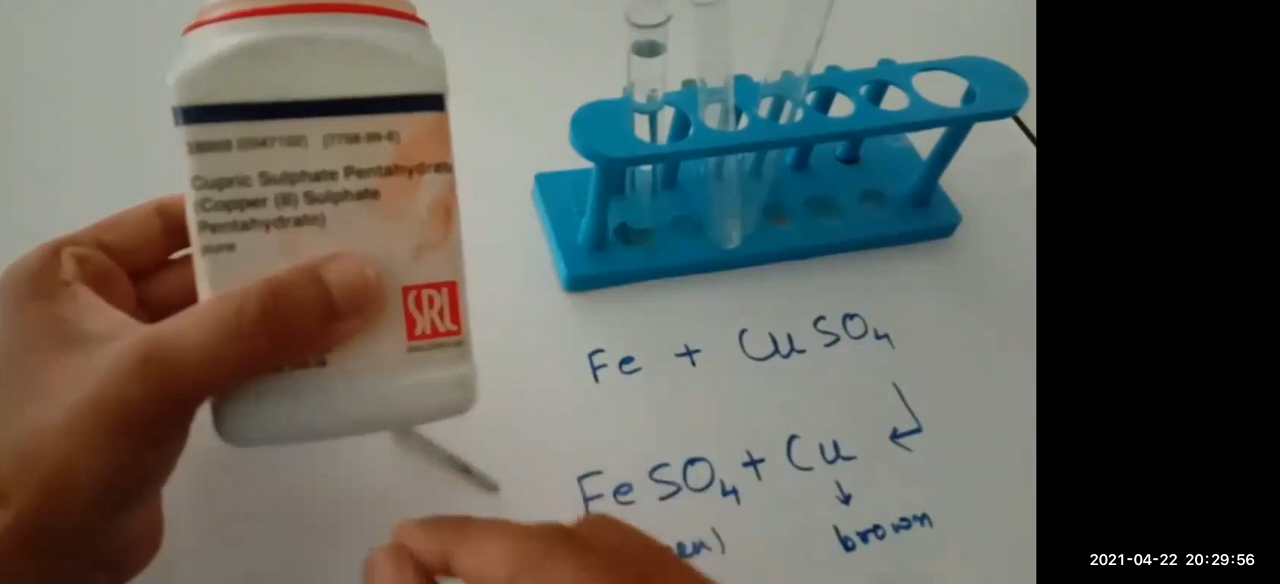 Cupric Sulphate Pentahydrate
(Copper (II) Sulphate
Pentahydrate)
SRL
Fe + CuSO4
FeSO4 + Cu
brown
2021-04-22 20:29:56